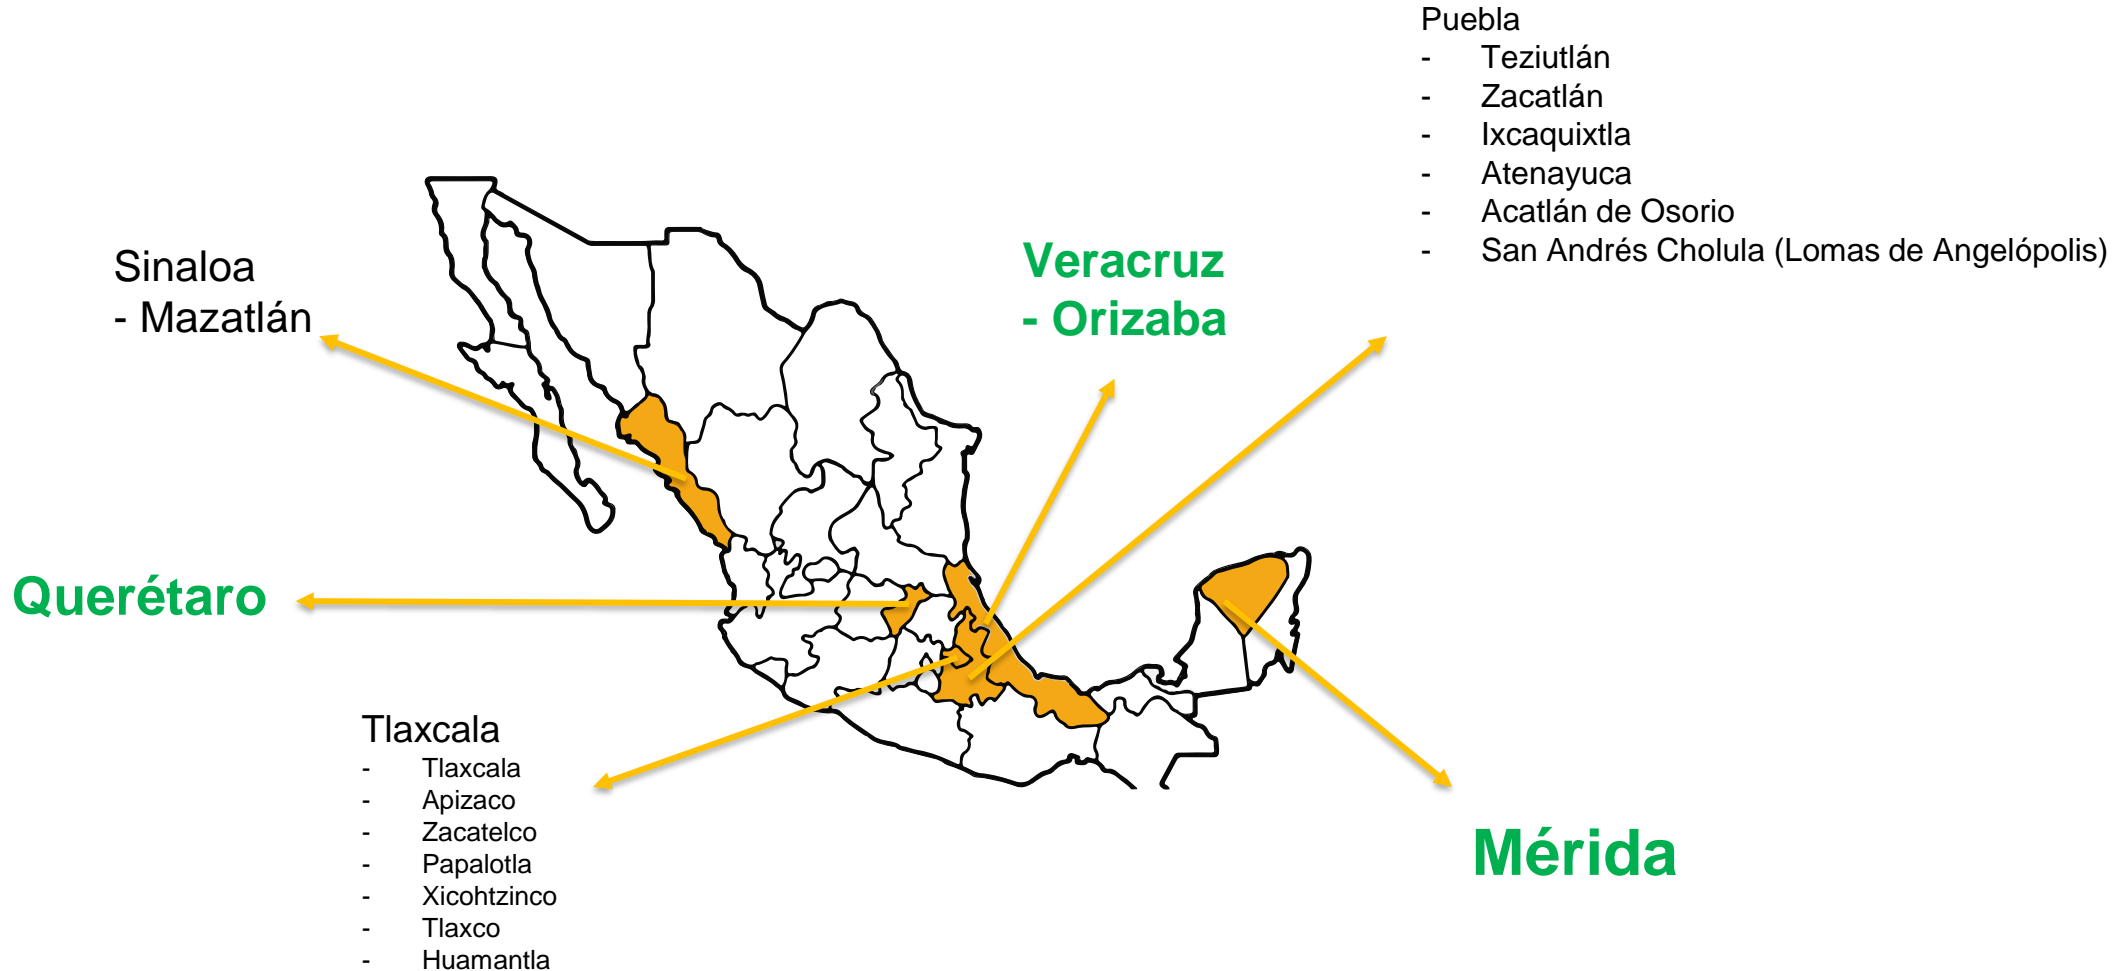 Puebla
- Teziutlán
- Zacatlán
- Ixcaquixtla
- Atenayuca
- Acatlán de Osorio
- San Andrés Cholula (Lomas de Angelópolis)
Sinaloa
- Mazatlán
Veracruz
- Orizaba
Querétaro
Tlaxcala
- Tlaxcala
- Apizaco
- Zacatelco
- Papalotla
- Xicohtzinco
- Tlaxco
- Huamantla
Mérida